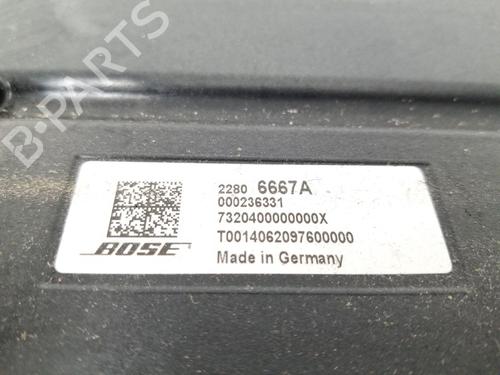 B-PARTS
2280 6667A
000236331
7320400000000X
BOSE
T0014062097600000
Made in Germany